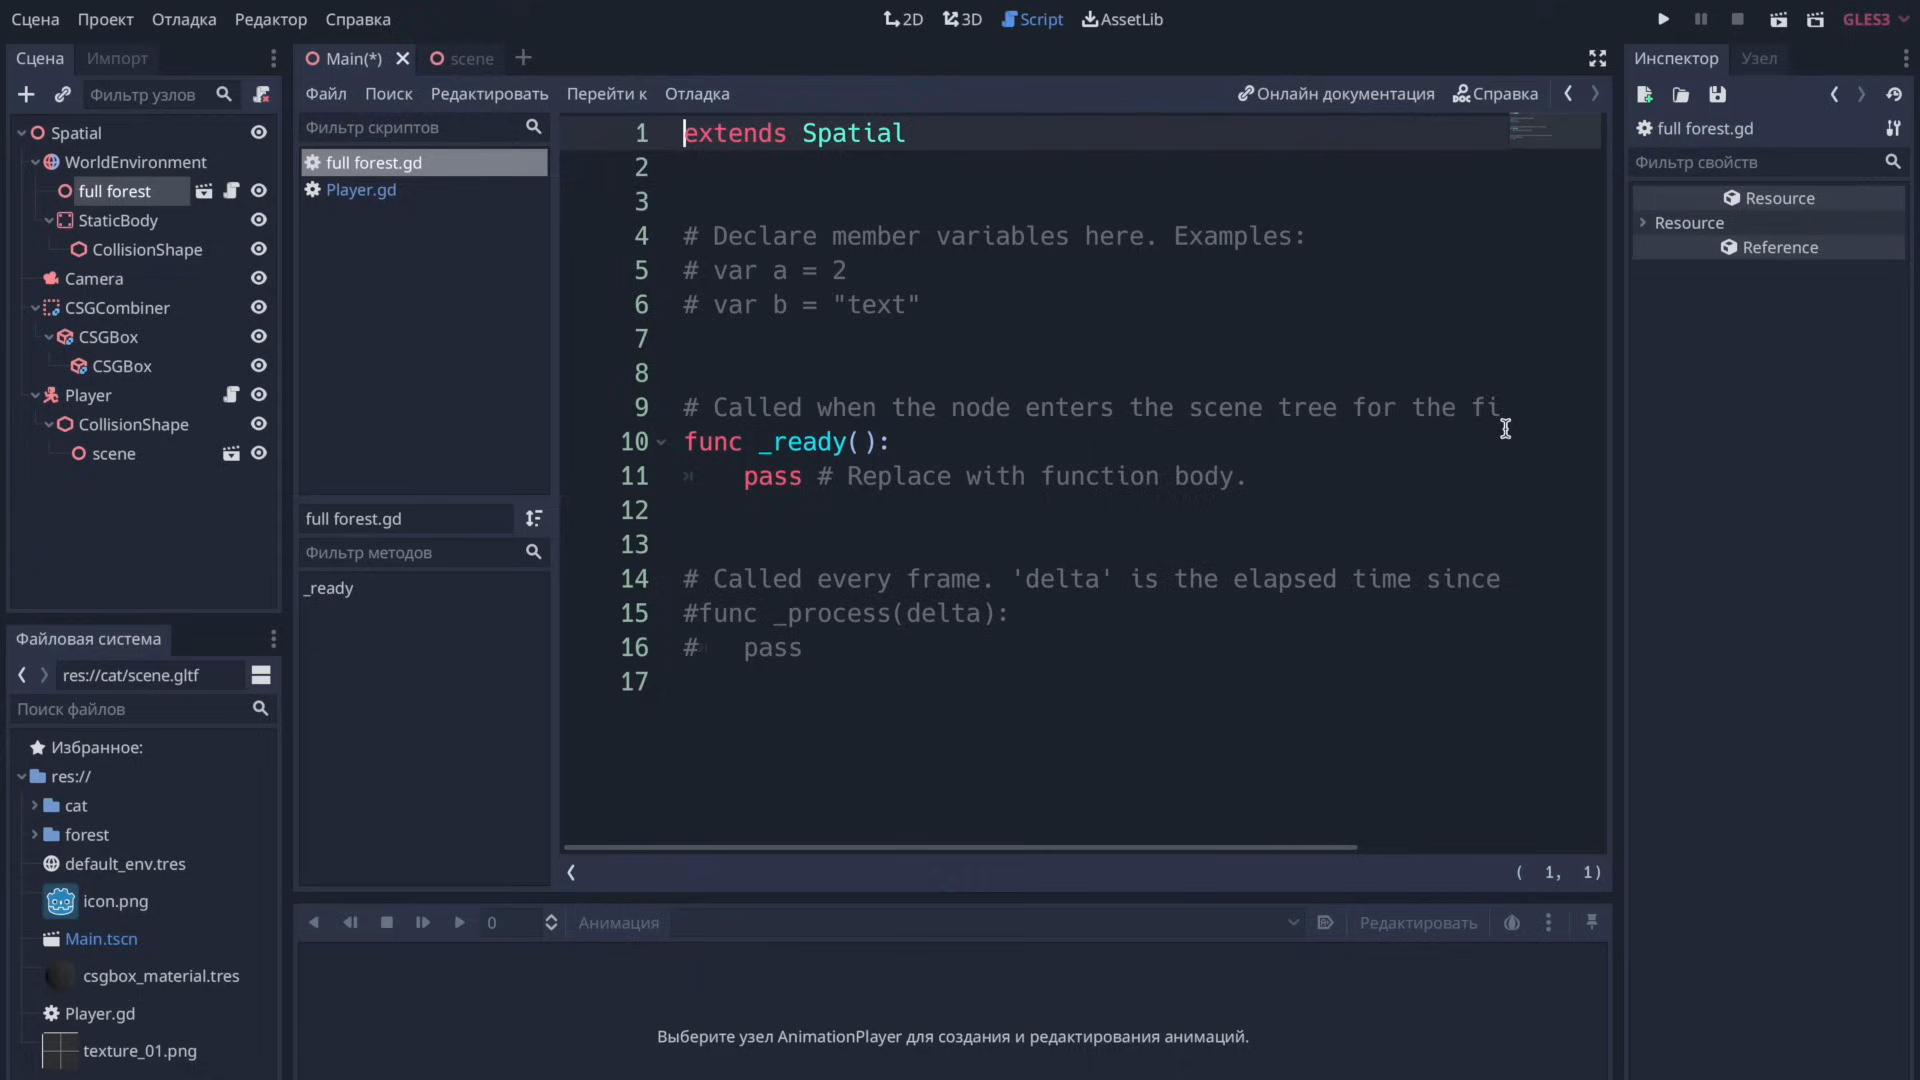 Сцена Проект Отладка Редактор Справка
2D 3D Script AssetLib
GLES3
Сцена Импорт
Фильтр узлов
Spatial
WorldEnvironment
full forest
StaticBody
CollisionShape
Camera
CSGCombiner
CSGBox
CSGBox
Player
CollisionShape
scene
Файловая система
res://cat/scene.gltf
Поиск файлов
Избранное:
res://
cat
forest
default_env.tres
icon.png
Main.tscn
csgbox_material.tres
Player.gd
texture_01.png
Main(*) scene
Файл Поиск Редактировать Перейти к Отладка
Онлайн документация Справка
Фильтр скриптов
full forest.gd
Player.gd
full forest.gd
Фильтр методов
_ready
1 extends Spatial
2
3
4 # Declare member variables here. Examples:
5 # var a = 2
6 # var b = "text"
7
8
9 # Called when the node enters the scene tree for the fi
10 func _ready():
11 pass # Replace with function body.
12
13
14 # Called every frame. 'delta' is the elapsed time since
15 #func _process(delta):
16 # pass
17
( 1, 1)
0 Анимация Редактировать
Выберите узел AnimationPlayer для создания и редактирования анимаций.
Инспектор Узел
full forest.gd
Фильтр свойств
Resource
Resource
Reference